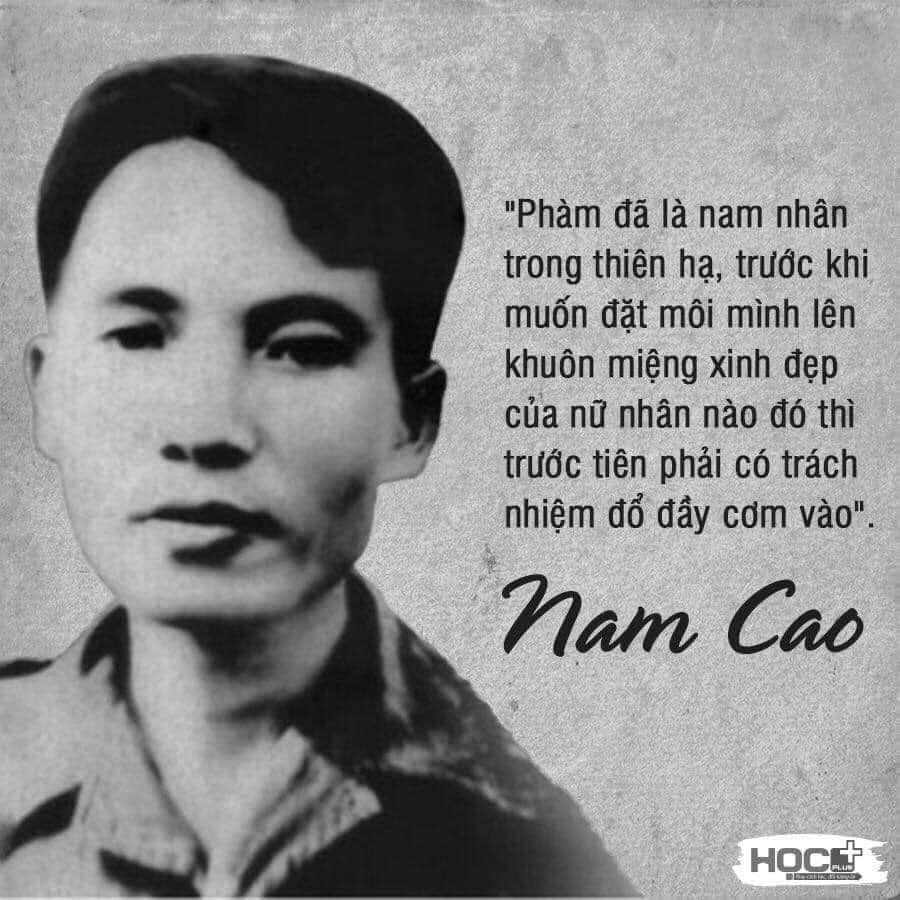 "Phàm đã là nam nhân
trong thiên hạ, trước khi
muốn đặt môi mình lên
khuôn miệng xinh đẹp
của nữ nhân nào đó thì
trước tiên phải có trách
nhiệm đổ đầy cơm vào".
Nam Cao
HOC
PLUS